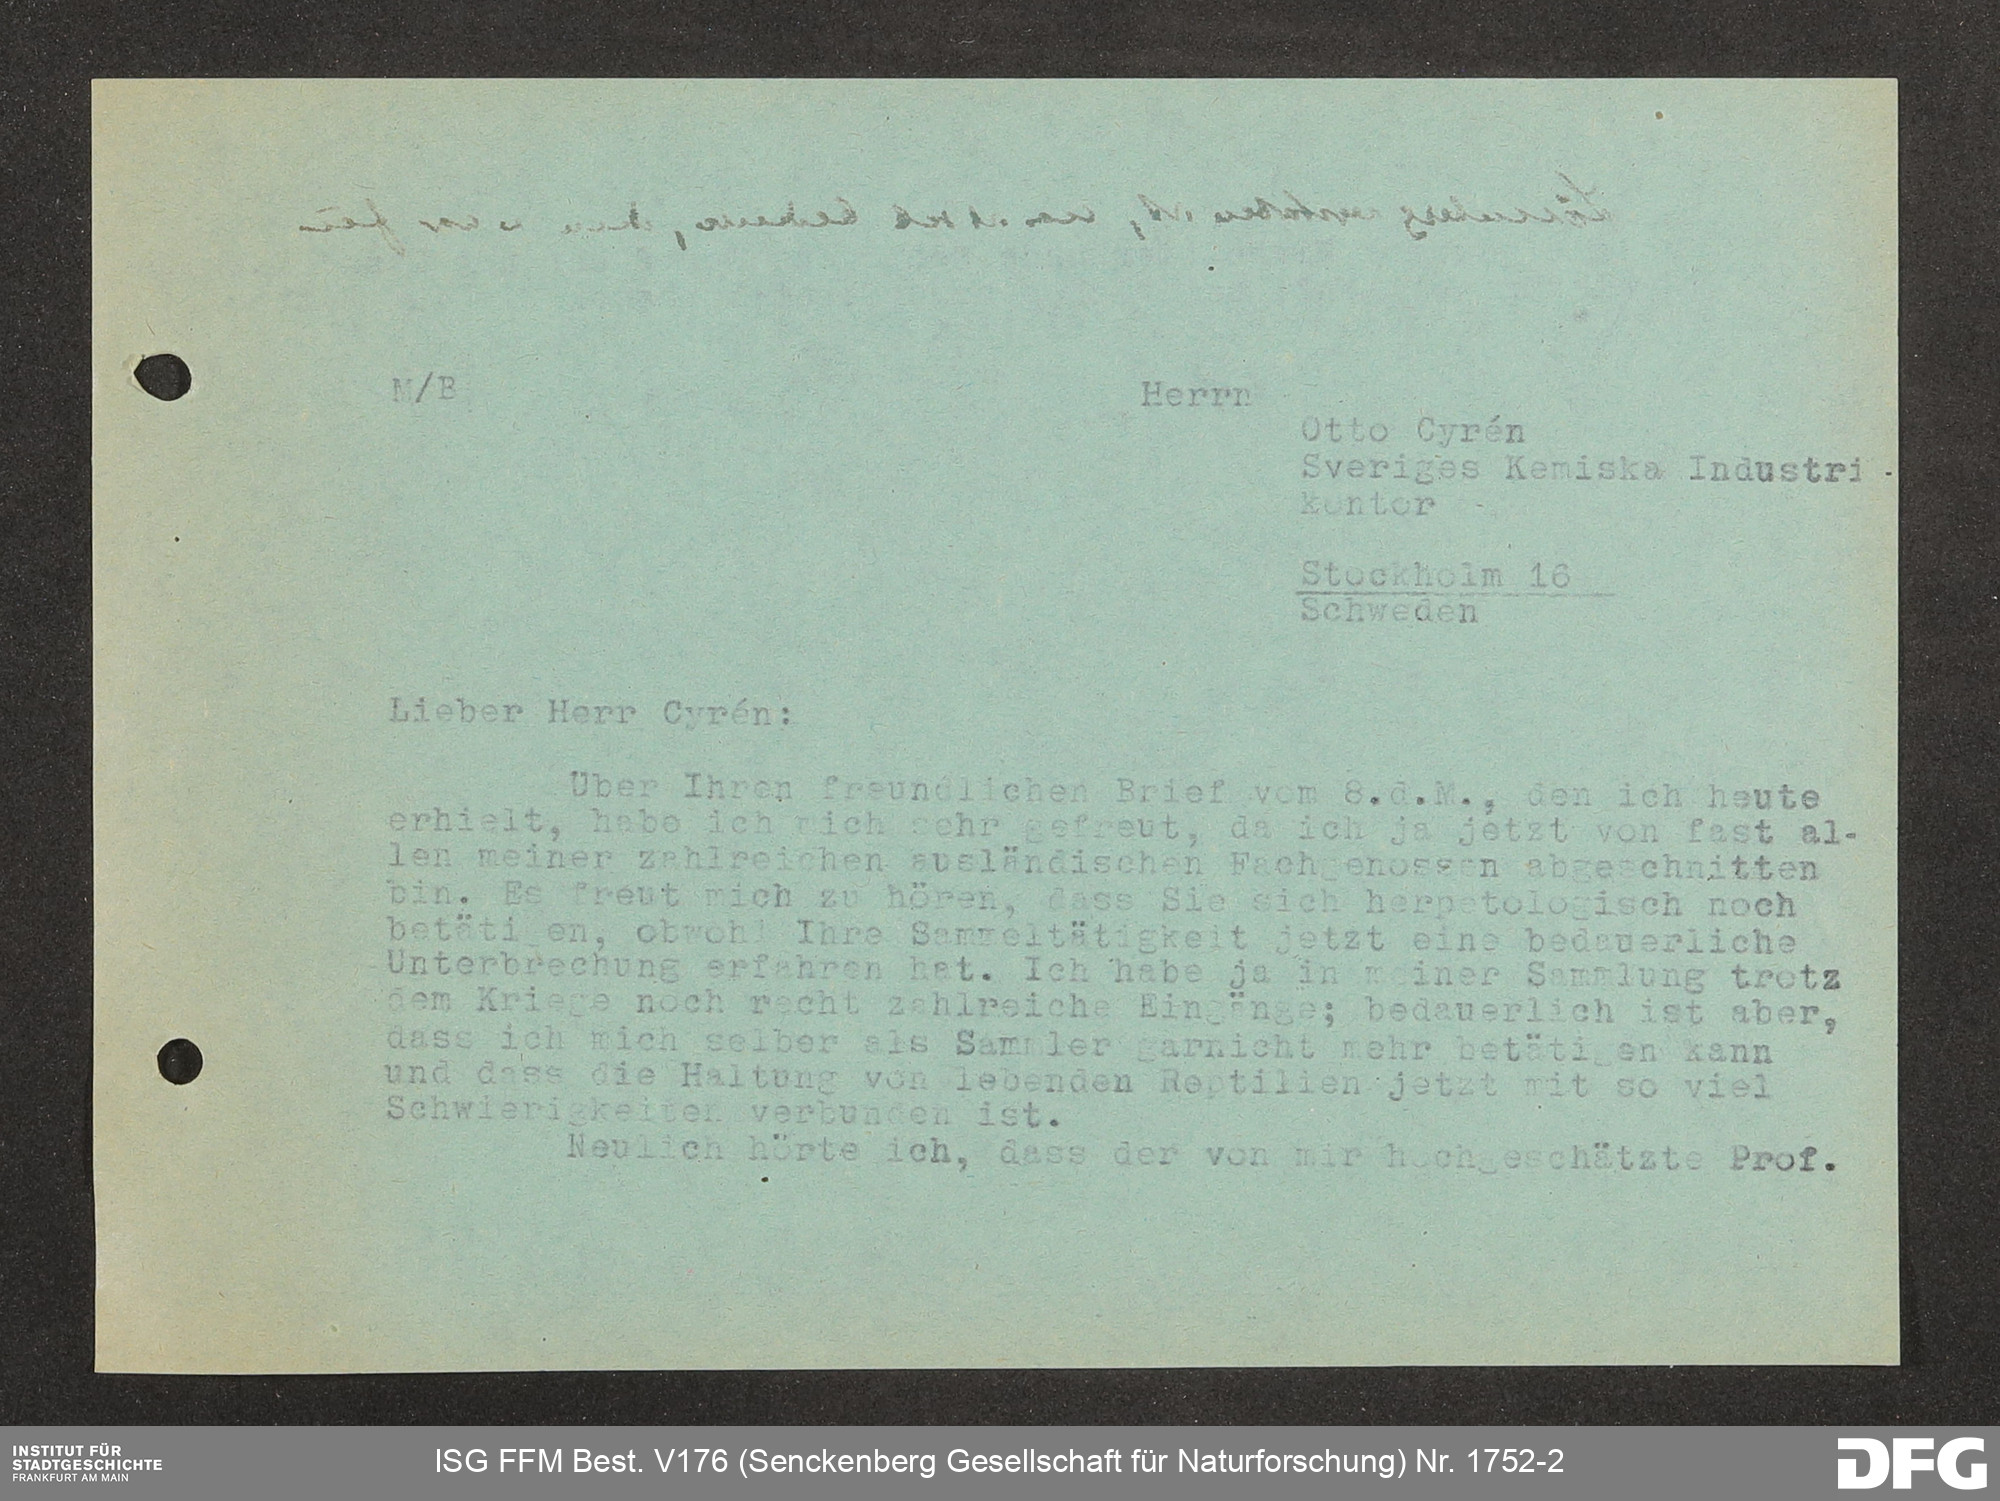 M/B
Herrn
Otto Cyrén
Sveriges Kemiska Industri -
kontor -
Stockholm 16
Schweden
Lieber Herr Cyrén:
Über Ihren freundlichen Brief vom 8.d.M., den ich heute
erhielt, habe ich mich sehr gefreut, da ich ja jetzt von fast al-
len meiner zahlreichen ausländischen Fachgenossen abgeschnitten
bin. Es freut mich zu hören, dass Sie sich herpetologisch noch
betätigen, obwohl Ihre Sammeltätigkeit jetzt eine bedauerliche
Unterbrechung erfahren hat. Ich habe ja in meiner Sammlung trotz
dem Kriege noch recht zahlreiche Eingänge; bedauerlich ist aber,
dass ich mich selber als Sammler garnicht mehr betätigen kann
und dass die Haltung von lebenden Reptilien jetzt mit so viel
Schwierigkeiten verbunden ist.
Neulich hörte ich, dass der von mir hochgeschätzte Prof.
INSTITUT FÜR
STADTGESCHICHTE
FRANKFURT AM MAIN
ISG FFM Best. V176 (Senckenberg Gesellschaft für Naturforschung) Nr. 1752-2
DFG